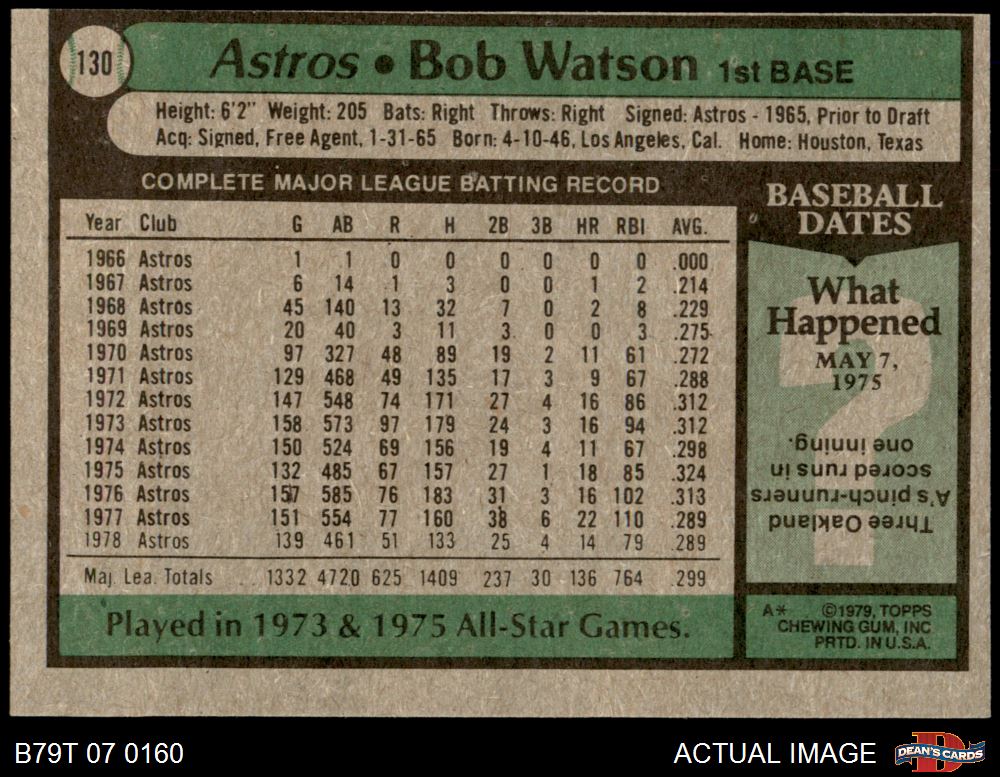 130
Astros • Bob Watson 1st BASE
Height: 6'2" Weight: 205 Bats: Right Throws: Right Signed: Astros - 1965, Prior to Draft
Acq: Signed, Free Agent, 1-31-65 Born: 4-10-46, Los Angeles, Cal. Home: Houston, Texas
COMPLETE MAJOR LEAGUE BATTING RECORD
Year Club G AB R H 2B 3B HR RBI AVG.
1966 Astros 1 1 0 0 0 0 0 0 .000
1967 Astros 6 14 1 3 0 0 1 2 .214
1968 Astros 45 140 13 32 7 0 2 8 .229
1969 Astros 20 40 3 11 3 0 0 3 .275
1970 Astros 97 327 48 89 19 2 11 61 .272
1971 Astros 129 468 49 135 17 3 9 67 .288
1972 Astros 147 548 74 171 27 4 16 86 .312
1973 Astros 158 573 97 179 24 3 16 94 .312
1974 Astros 150 524 69 156 19 4 11 67 .298
1975 Astros 132 485 67 157 27 1 18 85 .324
1976 Astros 157 585 76 183 31 3 16 102 .313
1977 Astros 151 554 77 160 38 6 22 110 .289
1978 Astros 139 461 51 133 25 4 14 79 .289
Maj. Lea. Totals .. 1332 4720 625 1409 237 30 136 764 .299
Played in 1973 & 1975 All-Star Games.
BASEBALL
DATES
What
Happened
MAY 7,
1975
?
Three Oakland
A's pinch-runners
scored runs in
one inning.
A* ©1979, TOPPS
CHEWING GUM, INC
PRTD. IN U.S.A.
B79T 07 0160
ACTUAL IMAGE
D
DEAN'S CARDS